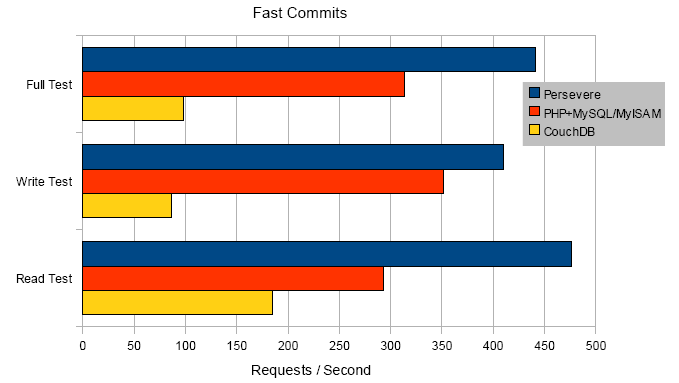 Fast Commits
Full Test
Write Test
Read Test
Persevere
PHP+MySQL/MyISAM
CouchDB
0 50 100 150 200 250 300 350 400 450 500
Requests / Second